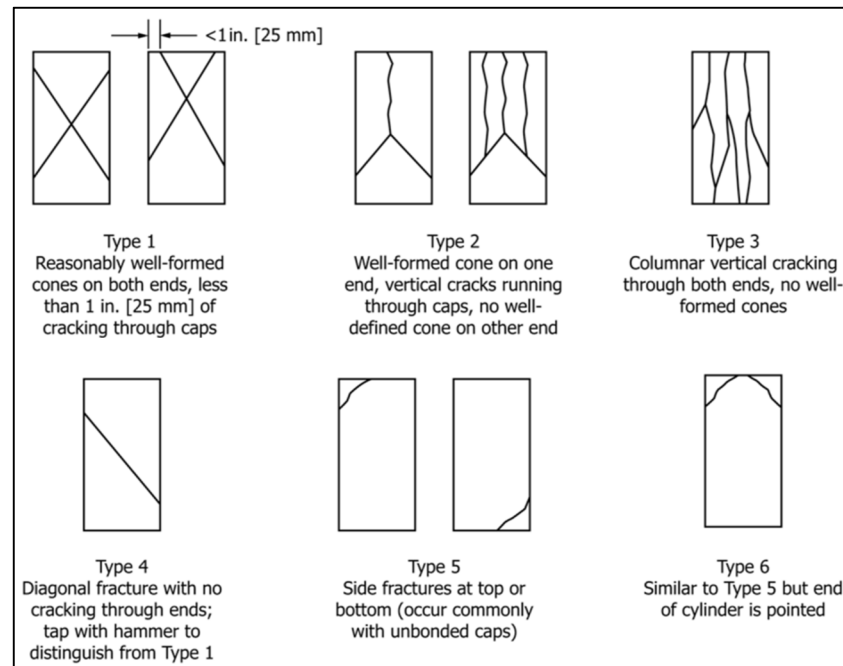 <1 in. [25 mm]
Type 1
Reasonably well-formed
cones on both ends, less
than 1 in. [25 mm] of
cracking through caps
Type 2
Well-formed cone on one
end, vertical cracks running
through caps, no well-
defined cone on other end
Type 3
Columnar vertical cracking
through both ends, no well-
formed cones
Type 4
Diagonal fracture with no
cracking through ends;
tap with hammer to
distinguish from Type 1
Type 5
Side fractures at top or
bottom (occur commonly
with unbonded caps)
Type 6
Similar to Type 5 but end
of cylinder is pointed